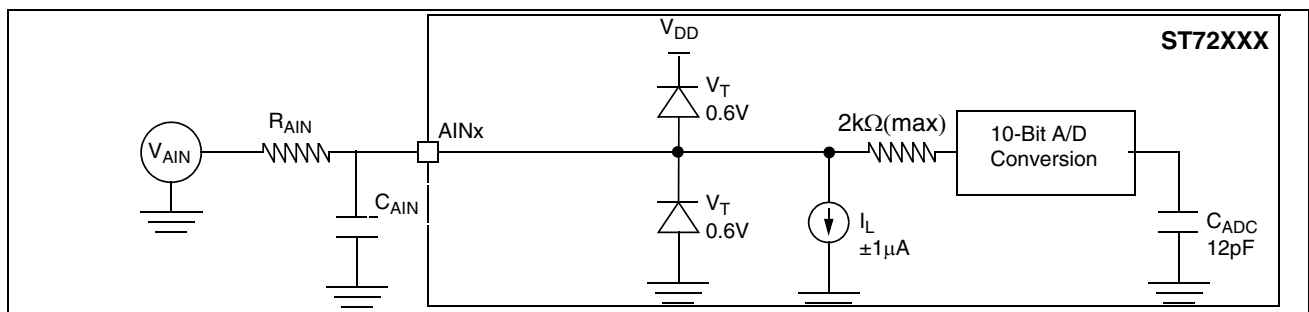 V_DD
ST72XXX
V_T
0.6V
R_AIN
AINx
2kΩ(max)
10-Bit A/D
Conversion
V_AIN
C_AIN
V_T
0.6V
I_L
±1μA
C_ADC
12pF